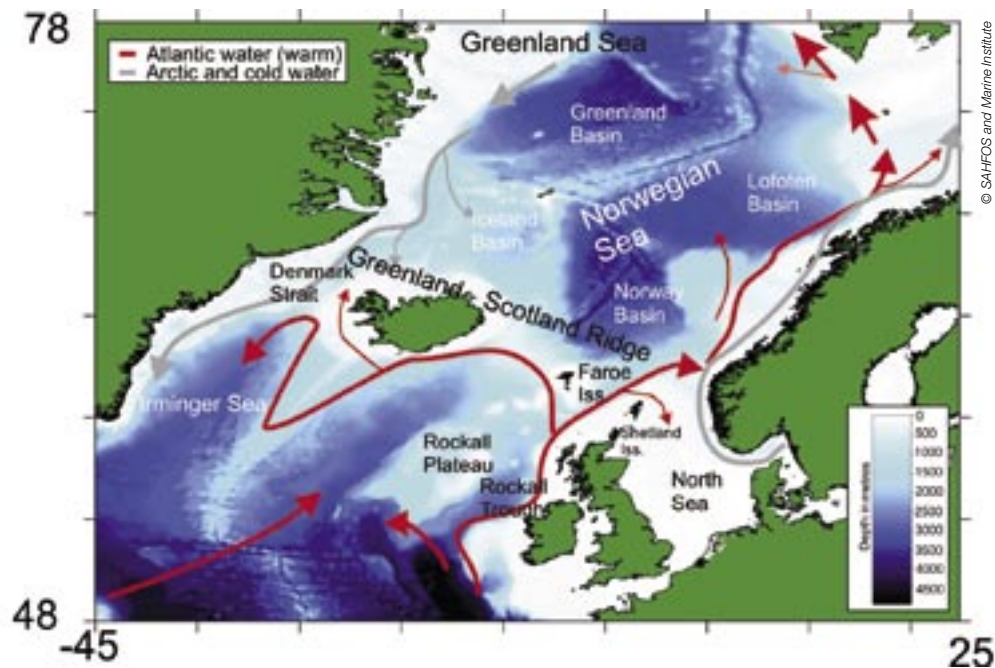 78
Atlantic water (warm)
Arctic and cold water
Greenland Sea
Greenland
Basin
Norwegian
Sea
Lofoten
Basin
Iceland
Basin
Denmark
Strait
Greenland - Scotland Ridge
Norway
Basin
Irminger Sea
Faroe
Iss.
Shetland
Iss.
Rockall
Plateau
Rockall
Trough
North
Sea
Depth in metres
0
500
1000
1500
2000
2500
3000
3500
4000
4500
48
-45
25
© SAHFOS and Marine Institute